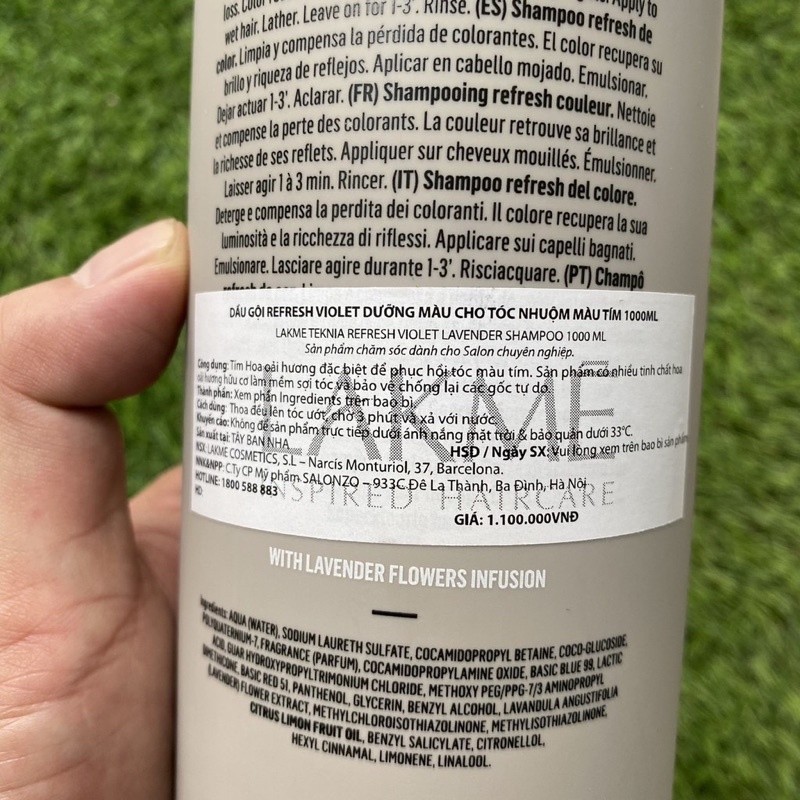 loss. Color
Apply to
wet hair. Lather. Leave on for 1-3'. Rinse. (ES) Shampoo refresh de
color. Limpia y compensa la pérdida de colorantes. El color recupera su
brillo y riqueza de reflejos. Aplicar en cabello mojado. Emulsionar.
Dejar actuar 1-3'. Aclarar. (FR) Shampooing refresh couleur. Nettoie
et compense la perte des colorants. La couleur retrouve sa brillance et
la richesse de ses reflets. Appliquer sur cheveux mouillés. Émulsionner.
Laisser agir 1 à 3 min. Rincer. (IT) Shampoo refresh del colore.
Deterge e compensa la perdita dei coloranti. Il colore recupera la sua
luminosità e la ricchezza di riflessi. Applicare sui capelli bagnati.
Emulsionare. Lasciare agire durante 1-3'. Risciacquare. (PT) Champô
DẦU GỘI REFRESH VIOLET DƯỠNG MÀU CHO TÓC NHUỘM MÀU TÍM 1000ML
LAKME TEKNIA REFRESH VIOLET LAVENDER SHAMPOO 1000 ML
Sản phẩm chăm sóc dành cho Salon chuyên nghiệp.
Công dụng: Tím Hoa oải hương đặc biệt để phục hồi tóc màu tím. Sản phẩm có nhiều tinh chất hoa
oải hương hữu cơ làm mềm sợi tóc và bảo vệ chống lại các gốc tự do.
Thành phần: Xem phần Ingredients trên bao bì.
Cách dùng: Thoa đều lên tóc ướt, chờ 3 phút và xả với nước.
Khuyến cáo: Không để sản phẩm trực tiếp dưới ánh nắng mặt trời & bảo quản dưới 33°C.
Sản xuất tại: TÂY BAN NHA
HSD / Ngày SX: Vui lòng xem trên bao bì sản phẩm
NSX: LAKME COSMETICS, S.L – Narcís Monturiol, 37, Barcelona.
NNK&NPP: C.Ty CP Mỹ phẩm SALONZO – 933C Đê La Thành, Ba Đình, Hà Nội
HOTLINE: 1800 588 883
HD:
GIÁ: 1.100.000VNĐ
LAKMÉ
INSPIRED HAIRCARE
WITH LAVENDER FLOWERS INFUSION
Ingredients: AQUA (WATER), SODIUM LAURETH SULFATE, COCAMIDOPROPYL BETAINE, COCO-GLUCOSIDE,
POLYQUATERNIUM-7, FRAGRANCE (PARFUM), COCAMIDOPROPYLAMINE OXIDE, BASIC BLUE 99, LACTIC
ACID, GUAR HYDROXYPROPYLTRIMONIUM CHLORIDE, METHOXY PEG/PPG-7/3 AMINOPROPYL
DIMETHICONE, BASIC RED 51, PANTHENOL, GLYCERIN, BENZYL ALCOHOL, LAVANDULA ANGUSTIFOLIA
(LAVENDER) FLOWER EXTRACT, METHYLCHLOROISOTHIAZOLINONE, METHYLISOTHIAZOLINONE,
CITRUS LIMON FRUIT OIL, BENZYL SALICYLATE, CITRONELLOL,
HEXYL CINNAMAL, LIMONENE, LINALOOL.